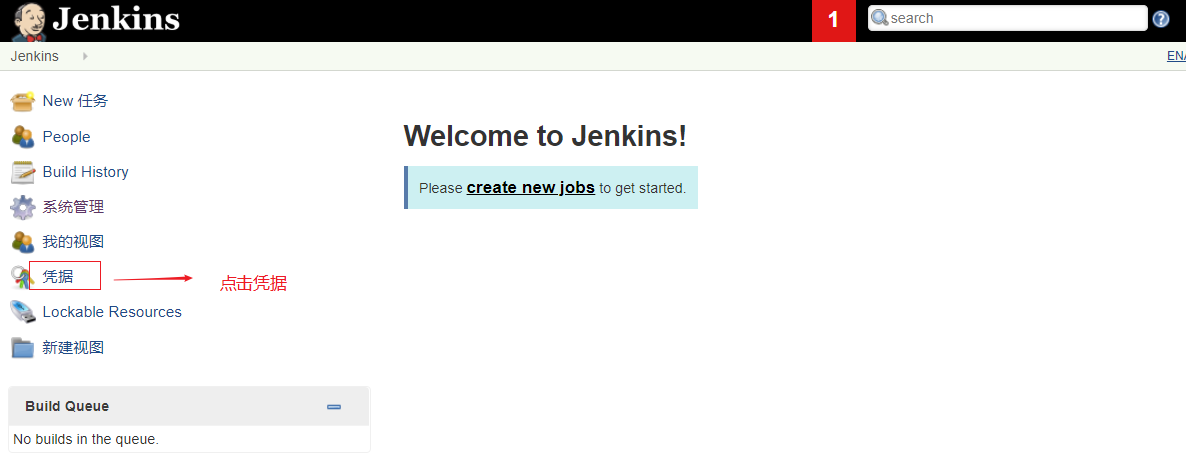 Jenkins
1
search
Jenkins
ENA
New 任务
People
Build History
系统管理
我的视图
凭据
点击凭据
Lockable Resources
新建视图
Welcome to Jenkins!
Please create new jobs to get started.
Build Queue
No builds in the queue.